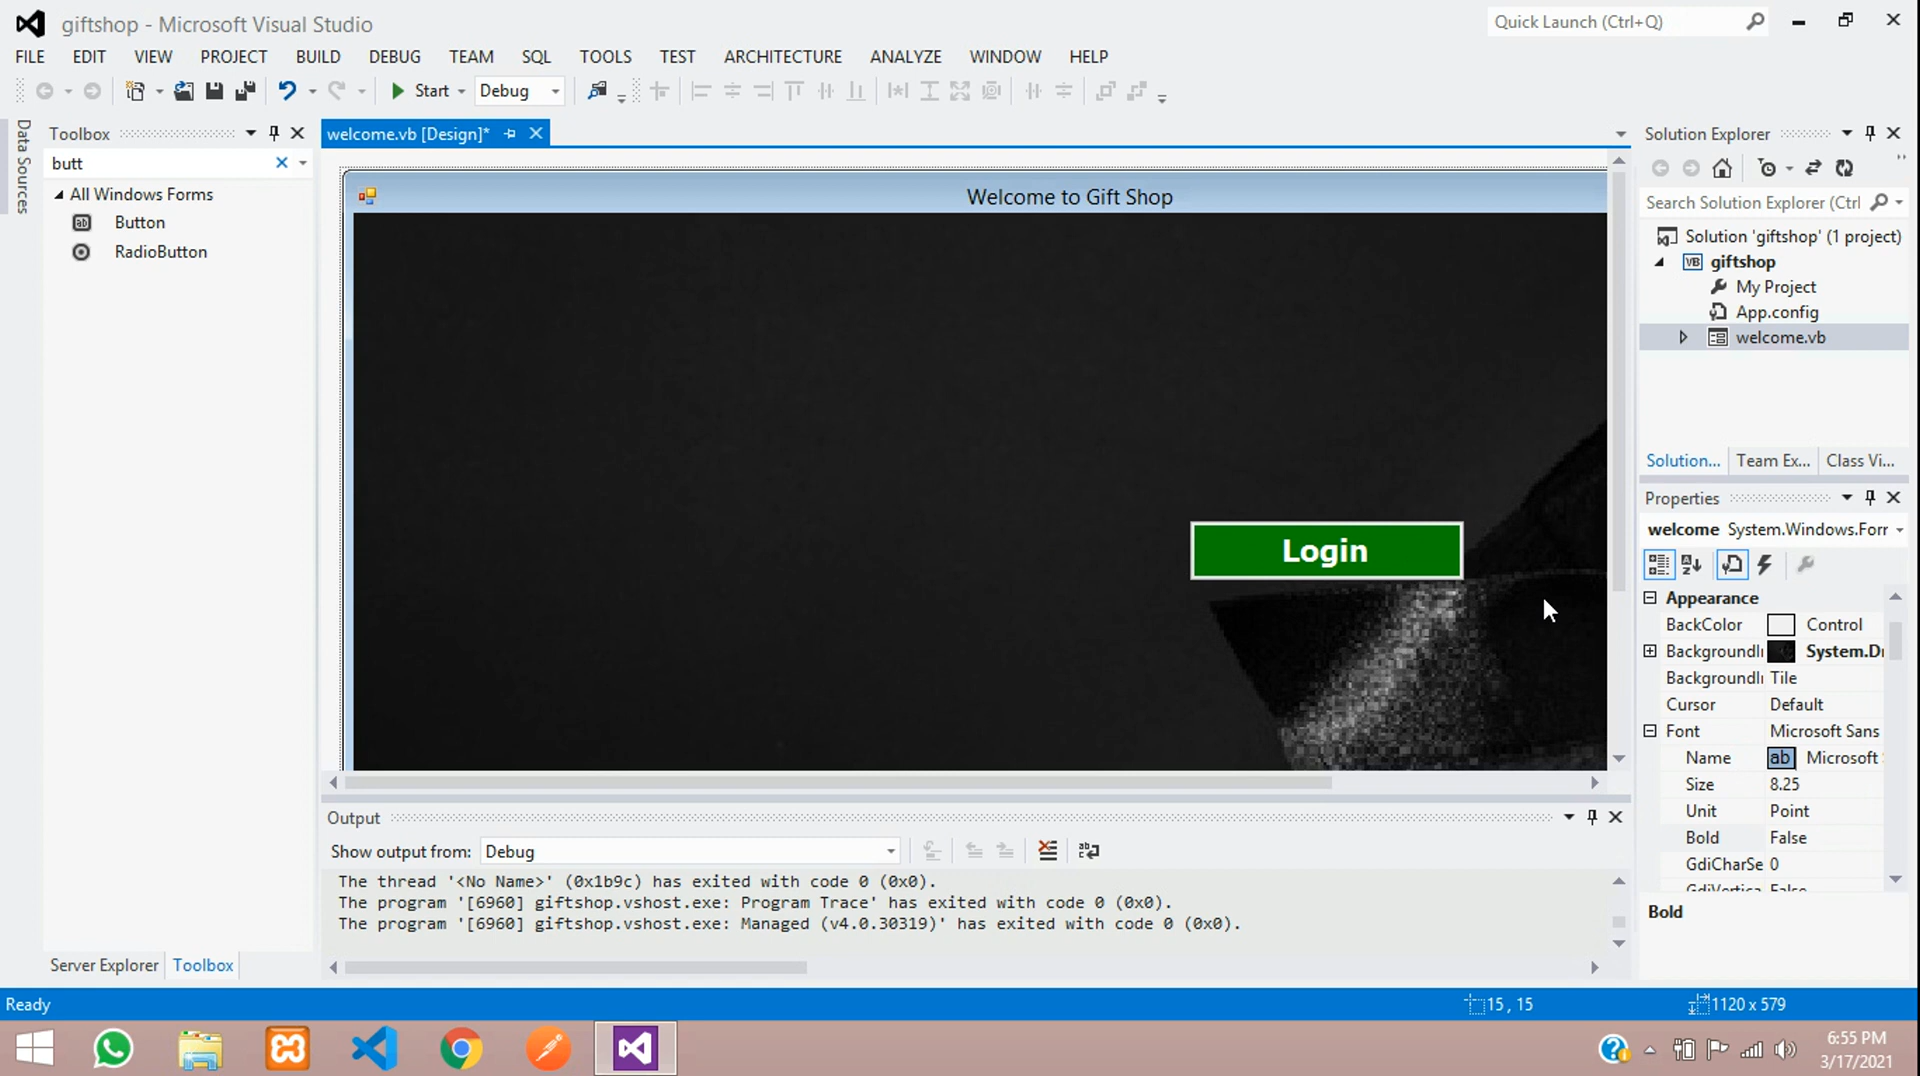 giftshop - Microsoft Visual Studio
Quick Launch (Ctrl+Q)
FILE EDIT VIEW PROJECT BUILD DEBUG TEAM SQL TOOLS TEST ARCHITECTURE ANALYZE WINDOW HELP
Start Debug
Data Sources
Toolbox
butt
All Windows Forms
Button
RadioButton
Server Explorer Toolbox
welcome.vb [Design]*
Welcome to Gift Shop
Login
Output
Show output from: Debug
The thread '<No Name>' (0x1b9c) has exited with code 0 (0x0).
The program '[6960] giftshop.vshost.exe: Program Trace' has exited with code 0 (0x0).
The program '[6960] giftshop.vshost.exe: Managed (v4.0.30319)' has exited with code 0 (0x0).
Solution Explorer
Search Solution Explorer (Ctrl
Solution 'giftshop' (1 project)
VB giftshop
My Project
App.config
welcome.vb
Solution... Team Ex... Class Vi...
Properties
welcome System.Windows.Forr
Appearance
BackColor Control
BackgroundI System.D
BackgroundI Tile
Cursor Default
Font Microsoft Sans
Name ab Microsoft
Size 8.25
Unit Point
Bold False
GdiCharSe 0
GdiVertica False
Bold
Ready
15 , 15
1120 x 579
6:55 PM
3/17/2021